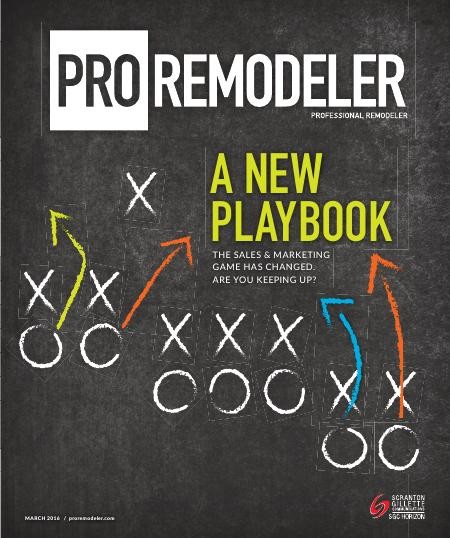 PRO REMODELER
PROFESSIONAL REMODELER
A NEW
PLAYBOOK
THE SALES & MARKETING
GAME HAS CHANGED.
ARE YOU KEEPING UP?
X
X X
O O
X X X
O O O
X X
O O
MARCH 2016 / proremodeler.com
SCRANTON
GILLETTE
COMMUNICATIONS
SGC HORIZON